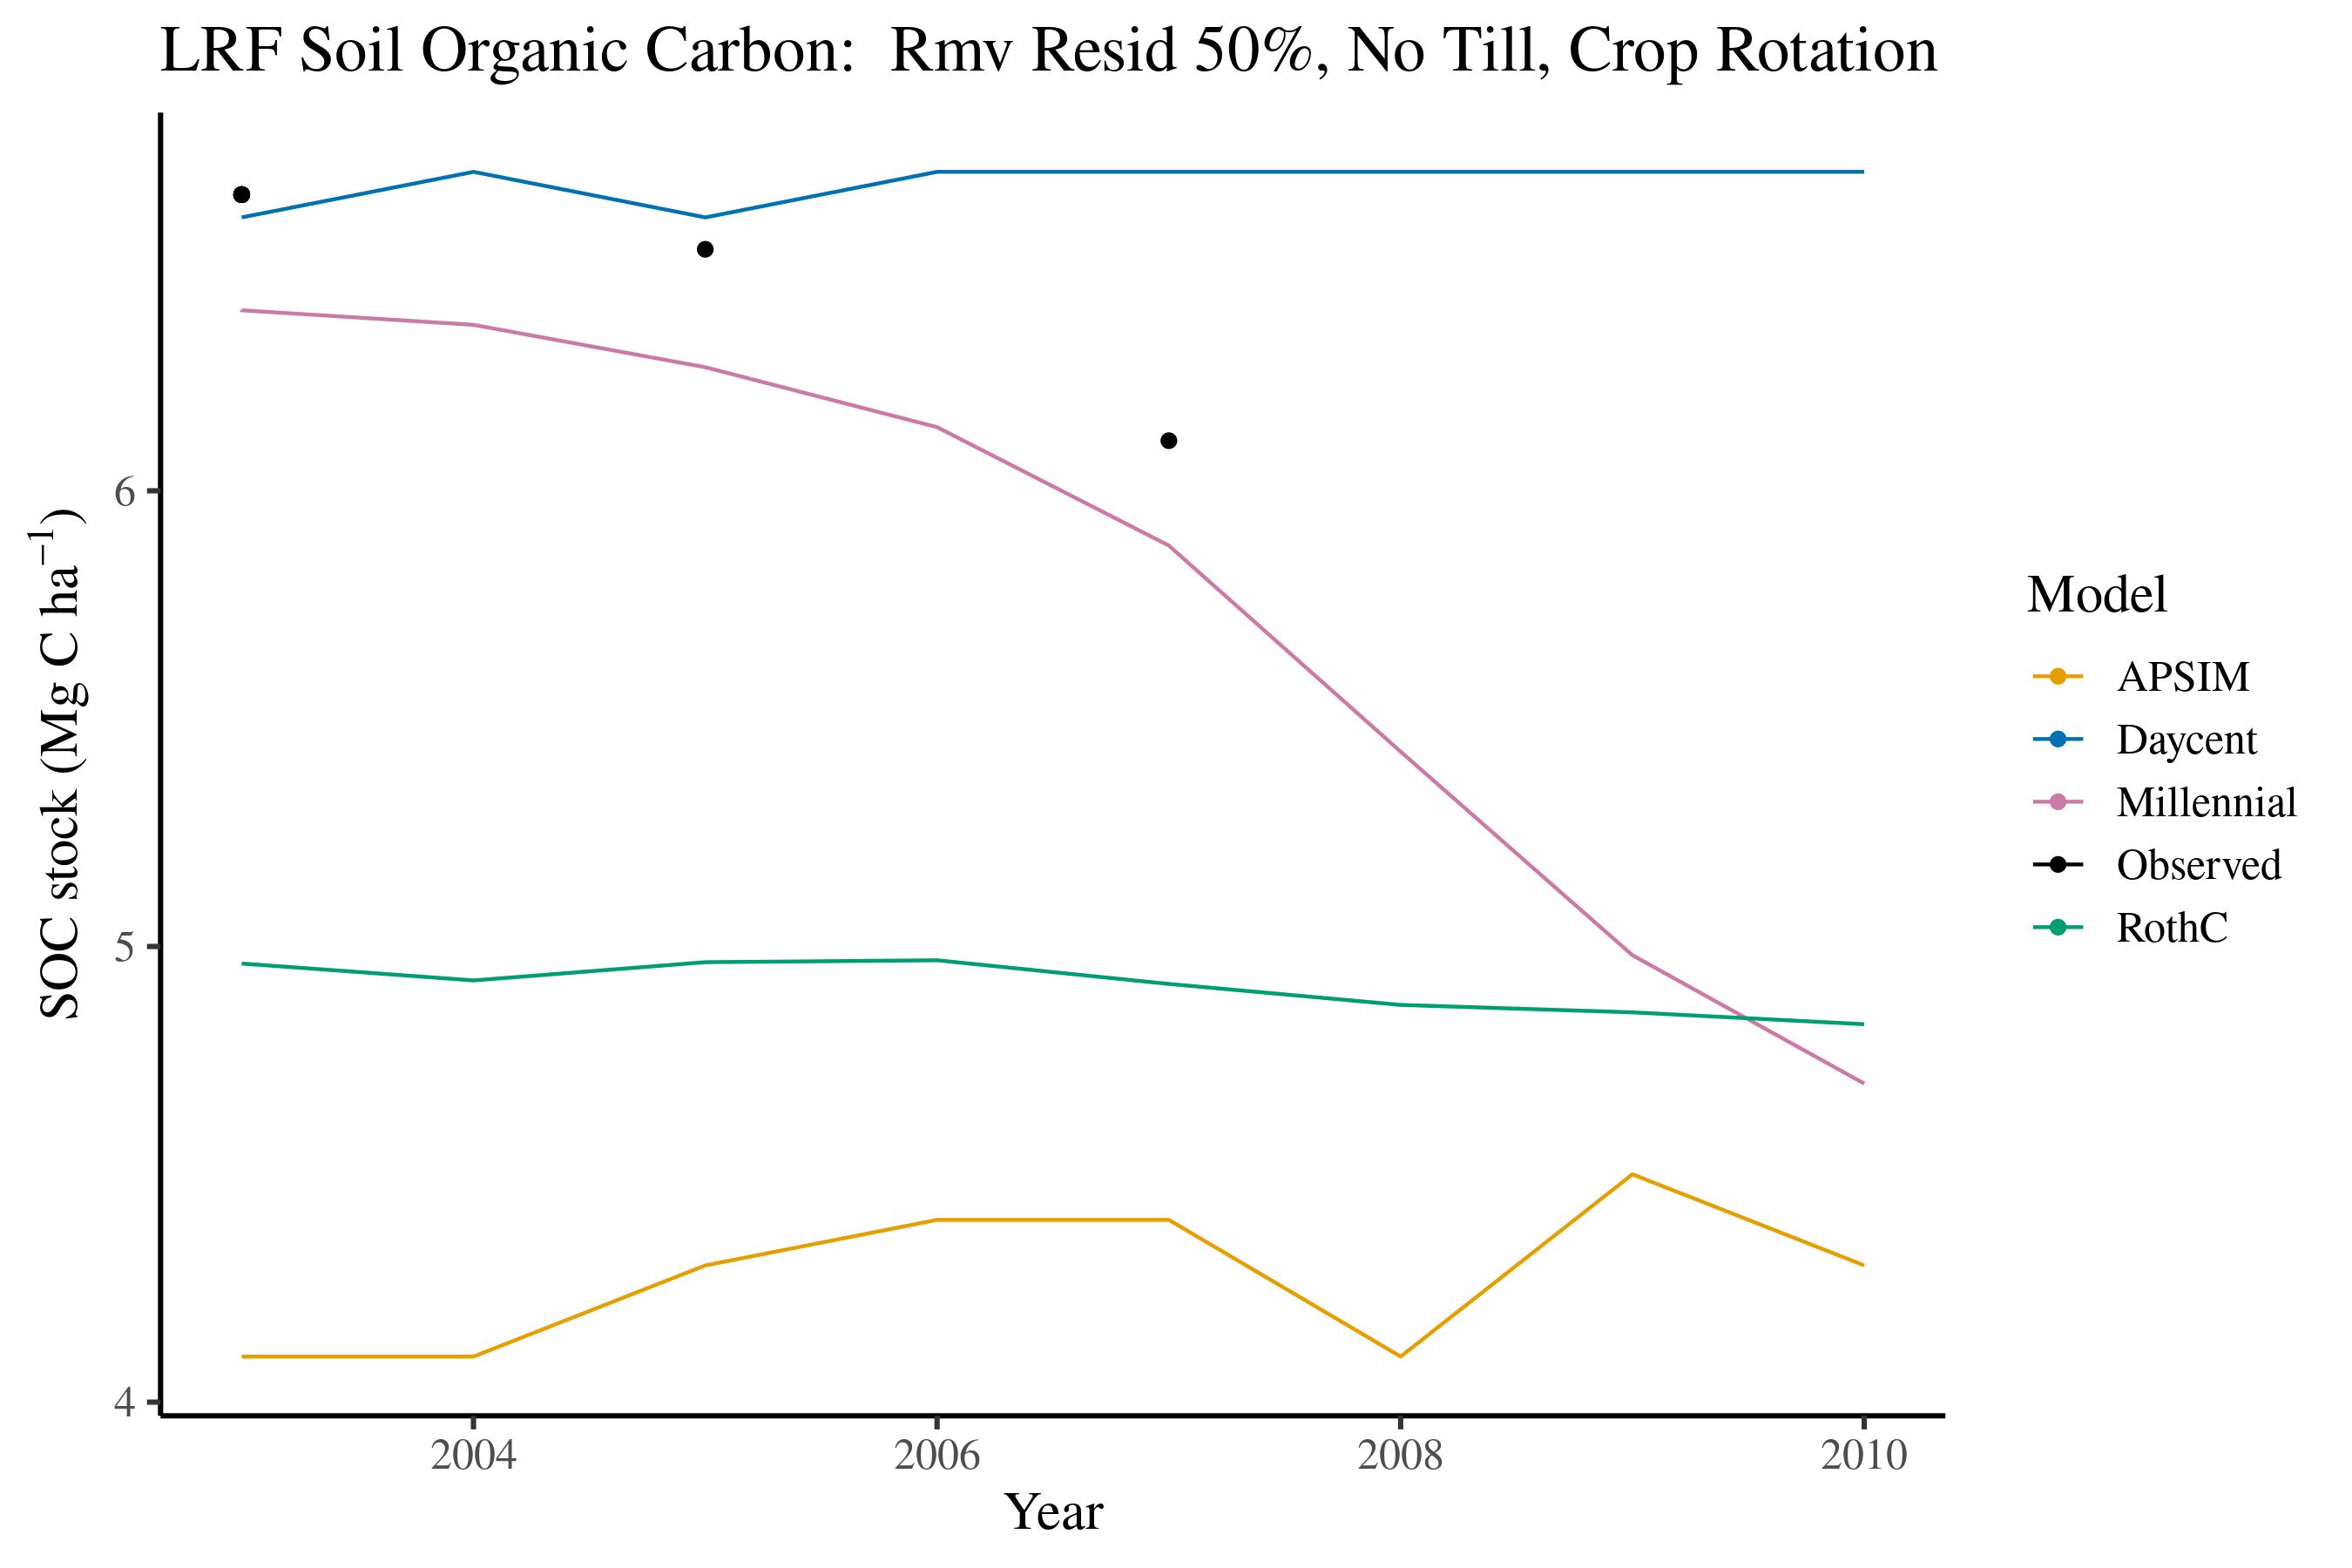 LRF Soil Organic Carbon:  Rmv Resid 50%, No Till, Crop Rotation
SOC stock (Mg C ha⁻¹)
6
5
4
2004 2006 2008 2010
Year
Model
APSIM
Daycent
Millennial
Observed
RothC